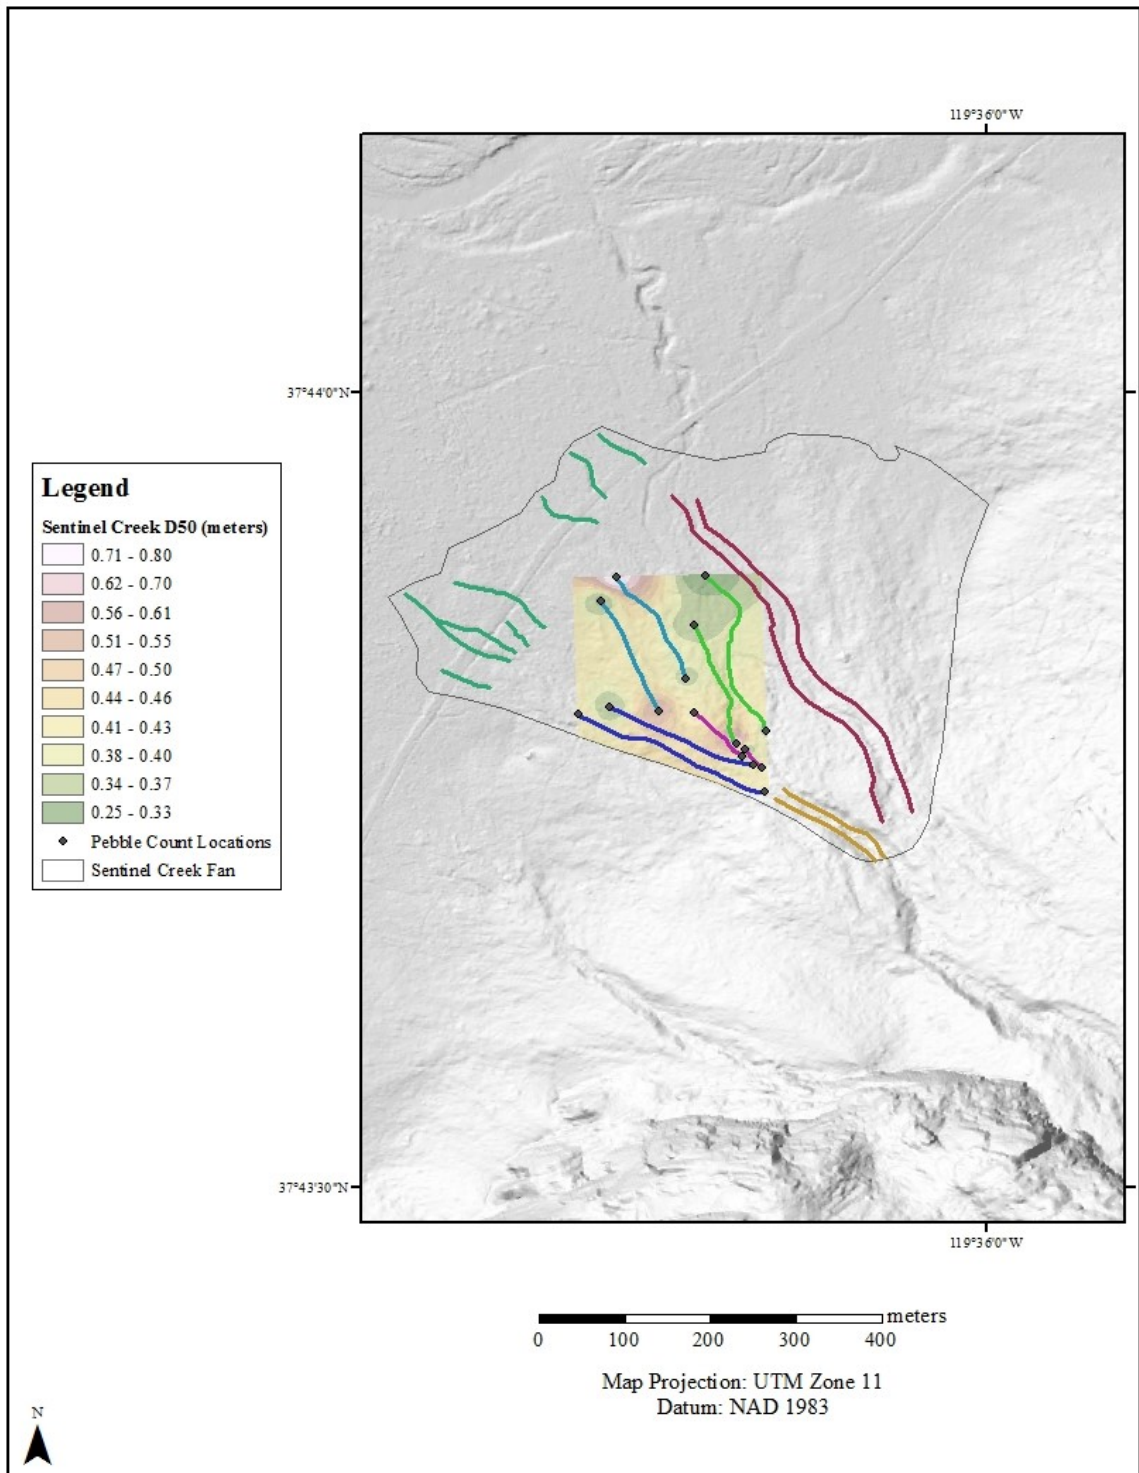 119°36'0"W
37°44'0"N
Legend
Sentinel Creek D50 (meters)
0.71 - 0.80
0.62 - 0.70
0.56 - 0.61
0.51 - 0.55
0.47 - 0.50
0.44 - 0.46
0.41 - 0.43
0.38 - 0.40
0.34 - 0.37
0.25 - 0.33
Pebble Count Locations
Sentinel Creek Fan
37°43'30"N
119°36'0"W
meters
0 100 200 300 400
Map Projection: UTM Zone 11
Datum: NAD 1983
N